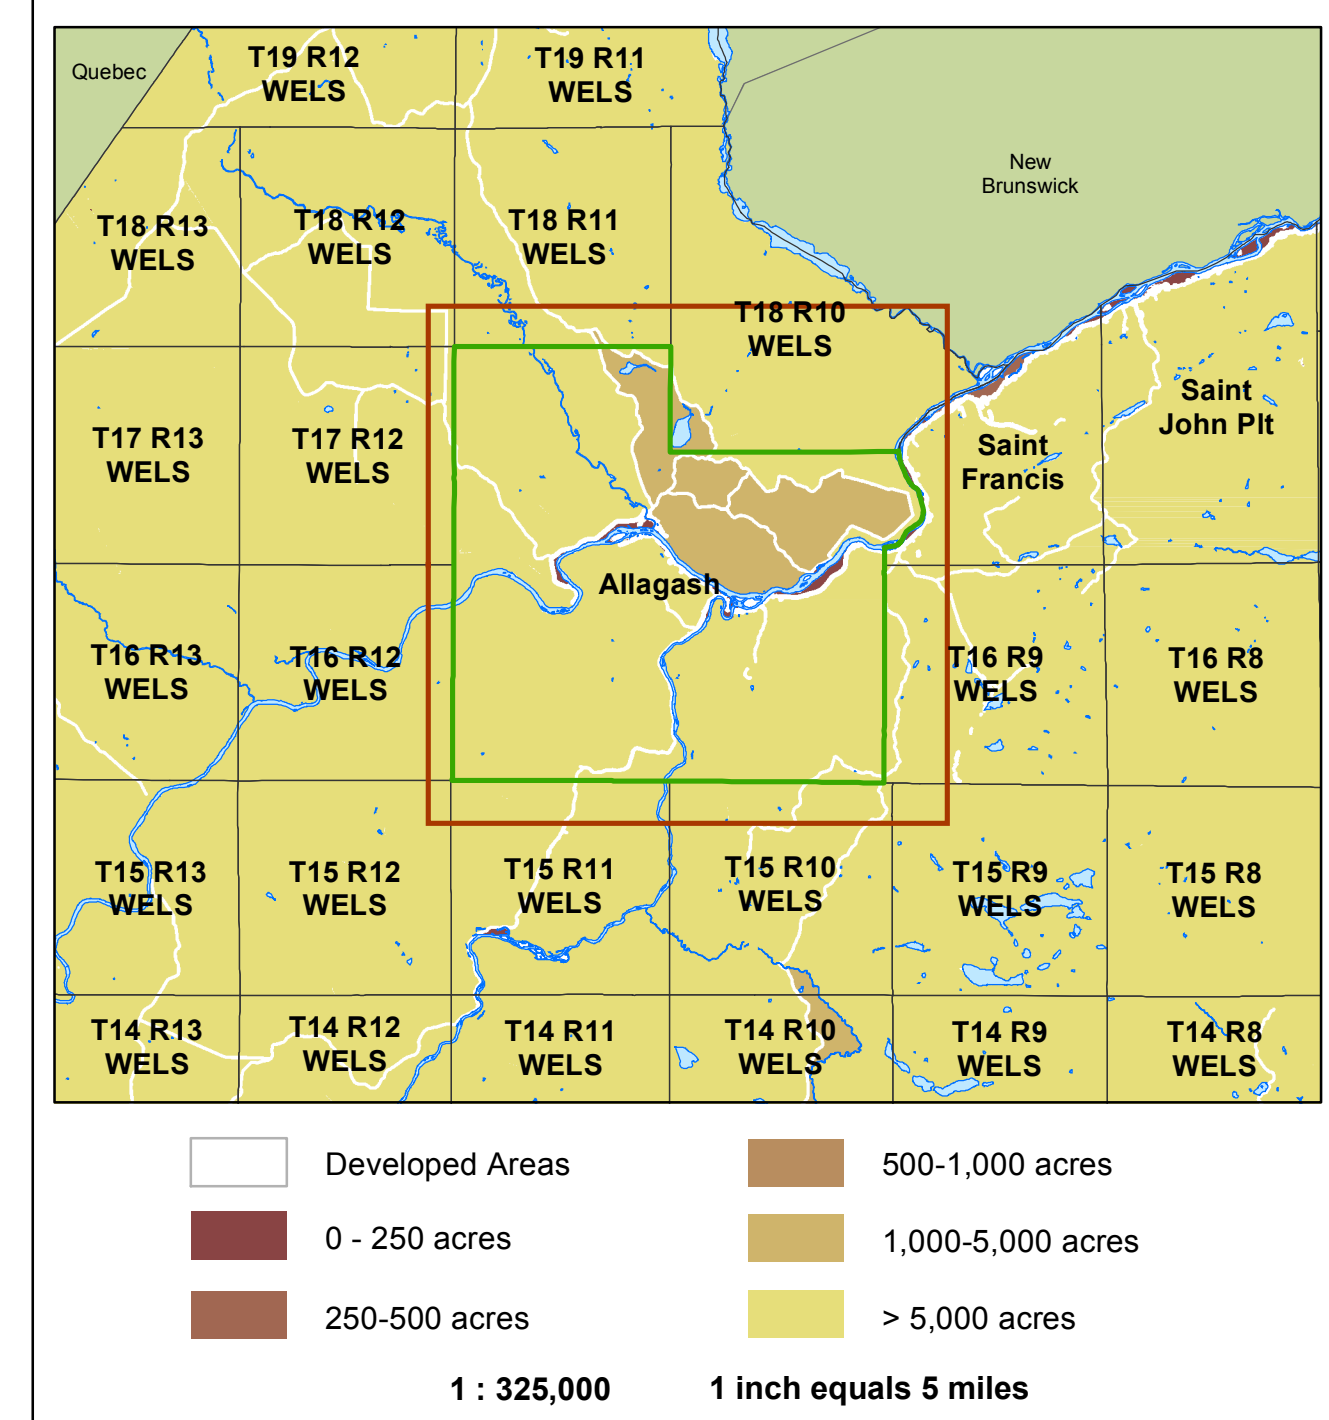 Quebec
T19 R12
WELS
T19 R11
WELS
New
Brunswick
T18 R13
WELS
T18 R12
WELS
T18 R11
WELS
T18 R10
WELS
Saint
John Plt
T17 R13
WELS
T17 R12
WELS
Saint
Francis
Allagash
T16 R13
WELS
T16 R12
WELS
T16 R9
WELS
T16 R8
WELS
T15 R13
WELS
T15 R12
WELS
T15 R11
WELS
T15 R10
WELS
T15 R9
WELS
T15 R8
WELS
T14 R13
WELS
T14 R12
WELS
T14 R11
WELS
T14 R10
WELS
T14 R9
WELS
T14 R8
WELS
Developed Areas
0 - 250 acres
250-500 acres
500-1,000 acres
1,000-5,000 acres
> 5,000 acres
1 : 325,000
1 inch equals 5 miles